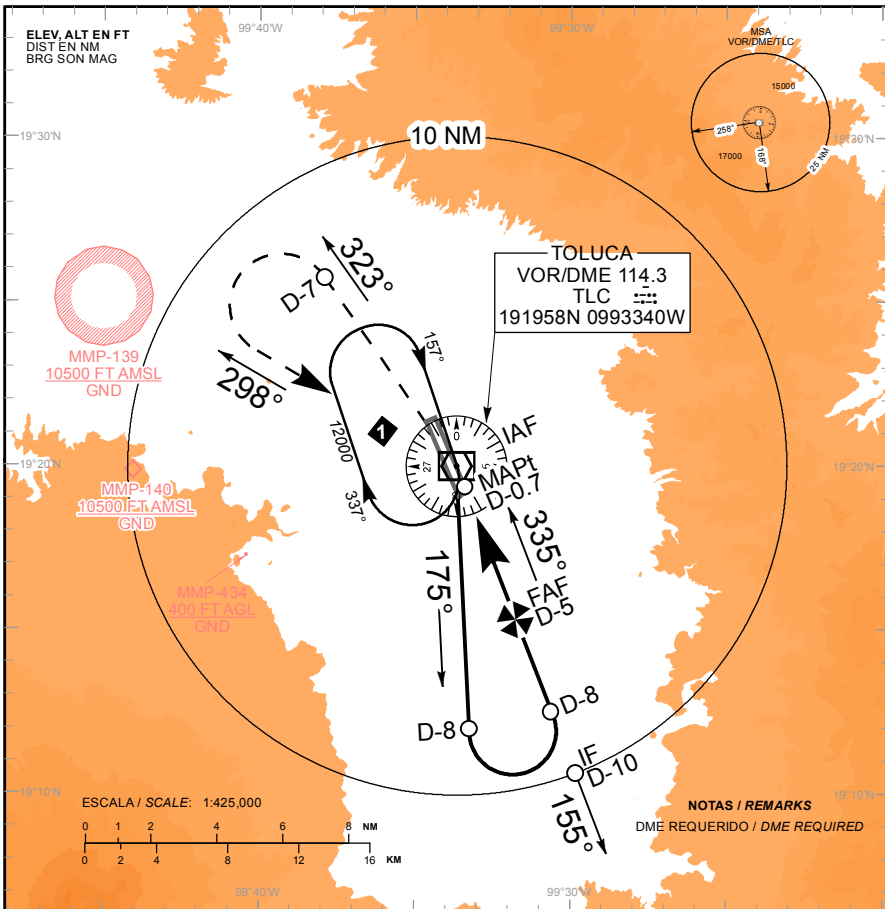 ELEV, ALT EN FT
DIST EN NM
BRG SON MAG
99°40'W
99°30'W
MSA
VOR/DME/TLC
15000
258°
168°
17000
25 NM
19°30'N
19°30'N
10 NM
TOLUCA
VOR/DME 114.3
TLC
191958N 0993340W
323°
D-7
157°
298°
1
12000
337°
MMP-139
10500 FT AMSL
GND
0
27
IAF
MAPt
D-0.7
19°20'N
19°20'N
MMP-140
10500 FT AMSL
GND
335°
175°
FAF
D-5
MMP-434
400 FT AGL
GND
D-8
D-8
IF
D-10
155°
19°10'N
19°10'N
ESCALA / SCALE: 1:425,000
0 1 2 4 6 8 NM
0 2 4 8 12 16 KM
NOTAS / REMARKS
DME REQUERIDO / DME REQUIRED
99°40'W
99°30'W